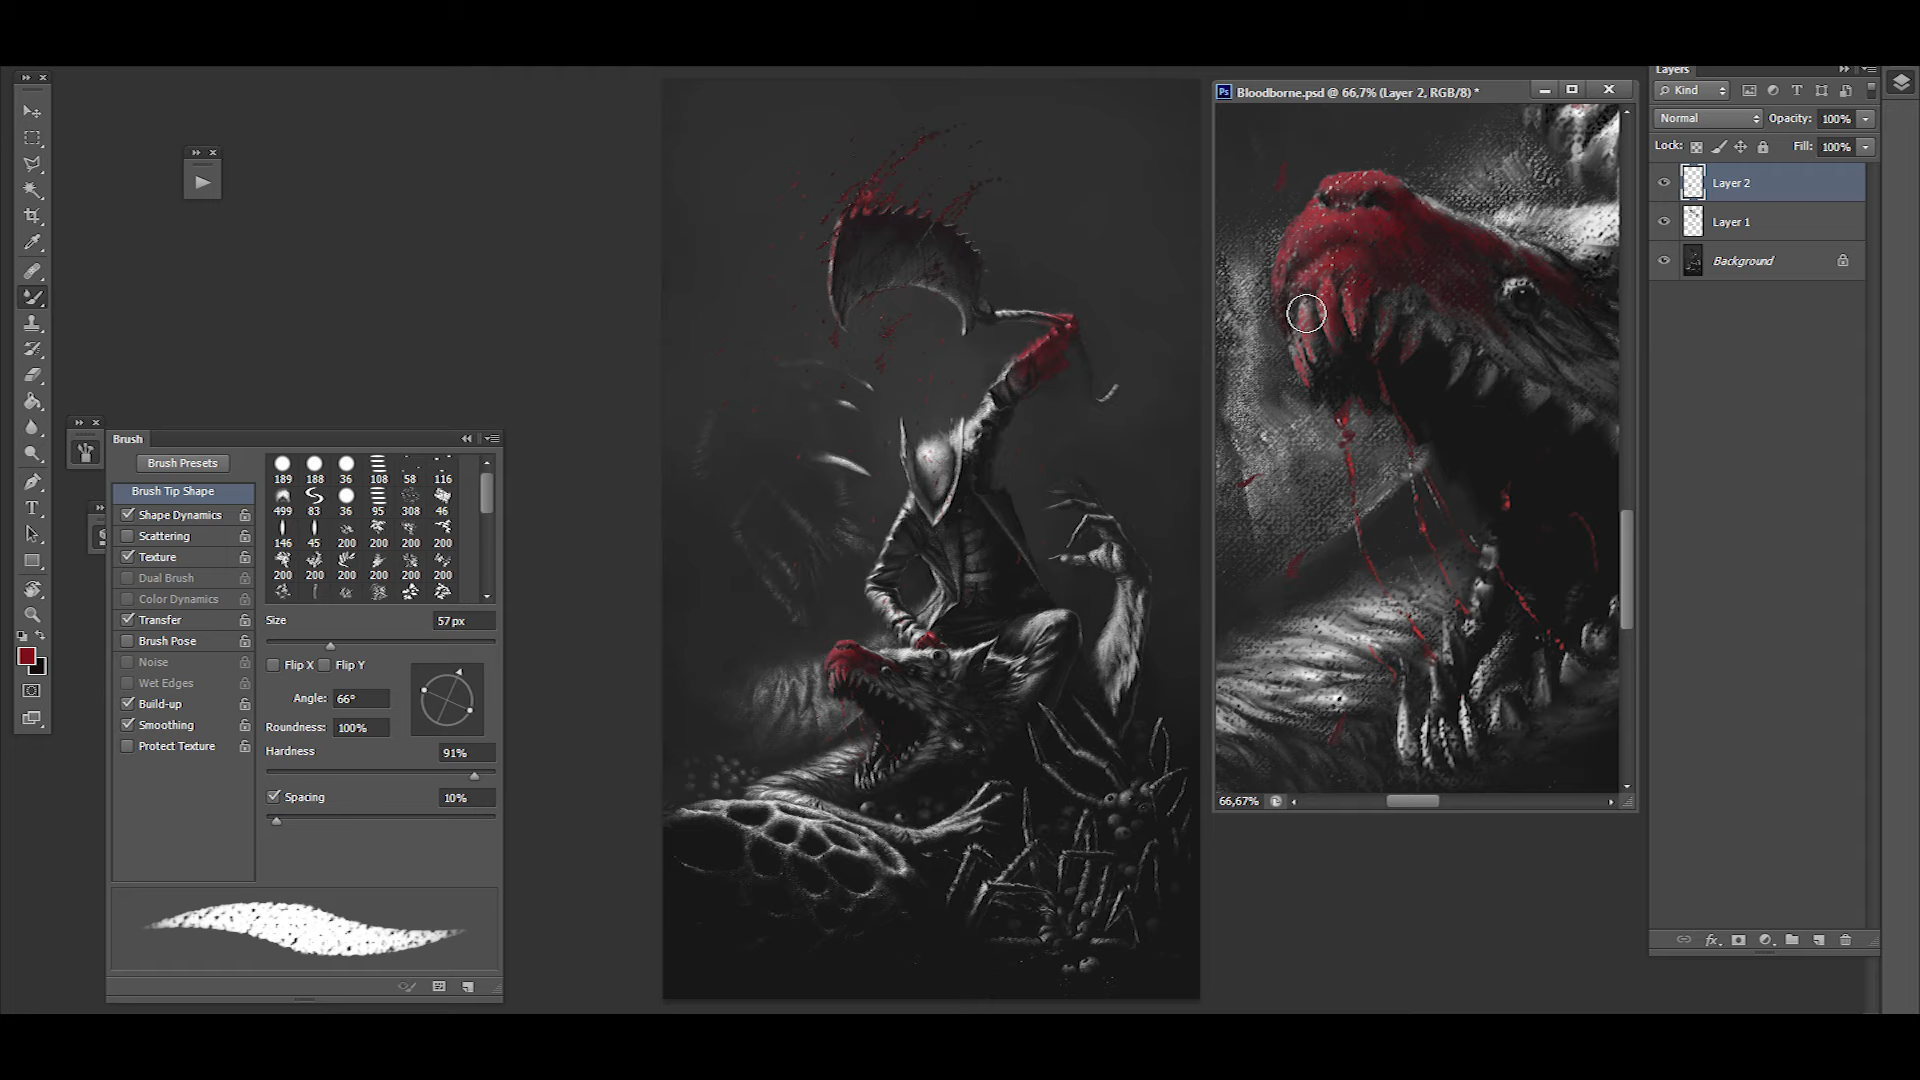 Layers
Ps Bloodborne.psd @ 66,7% (Layer 2, RGB/8) *
Kind
Normal Opacity: 100%
Lock: Fill: 100%
Layer 2
Layer 1
Background
fx
T
Brush
Brush Presets
Brush Tip Shape
Shape Dynamics
Scattering
Texture
Dual Brush
Color Dynamics
Transfer
Brush Pose
Noise
Wet Edges
Build-up
Smoothing
Protect Texture
189 188 36 108 58 116
499 83 36 95 308 46
146 45 200 200 200 200
200 200 200 200 200 200
Size 57 px
Flip X Flip Y
Angle: 66°
Roundness: 100%
Hardness 91%
Spacing 10%
66,67%